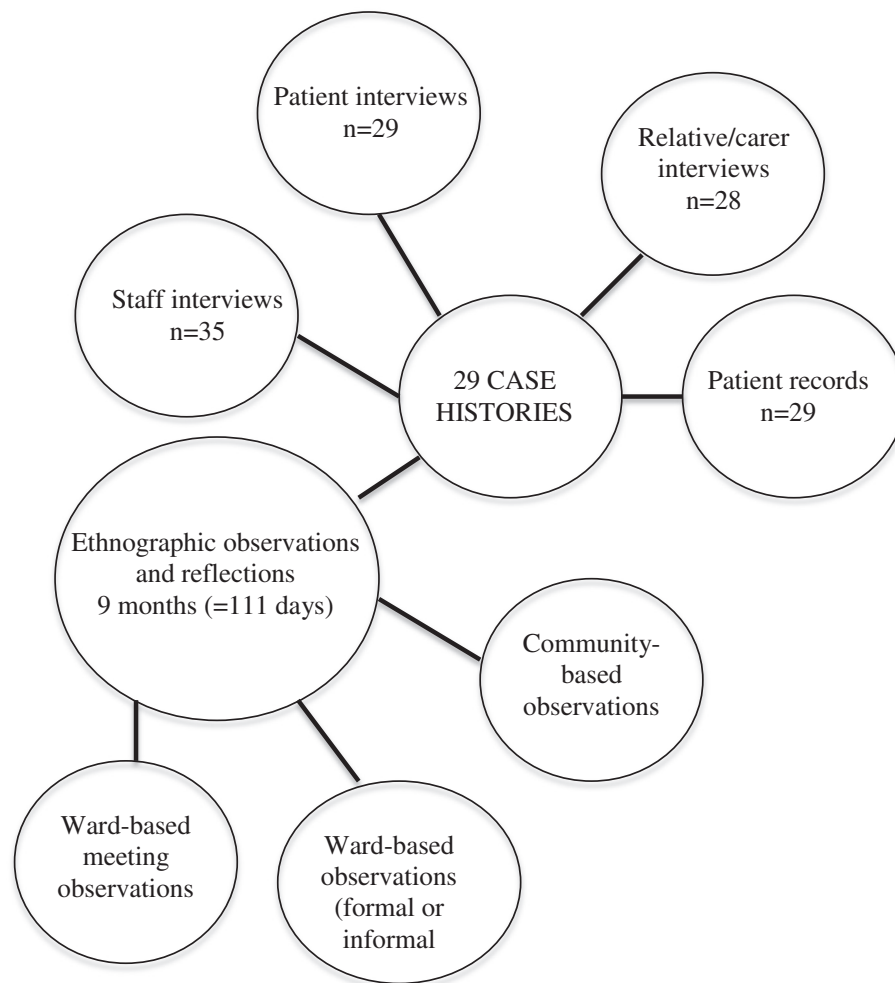 Patient interviews
n=29
Relative/carer
interviews
n=28
Staff interviews
n=35
29 CASE
HISTORIES
Patient records
n=29
Ethnographic observations
and reflections
9 months (=111 days)
Community-
based
observations
Ward-based
meeting
observations
Ward-based
observations
(formal or
informal